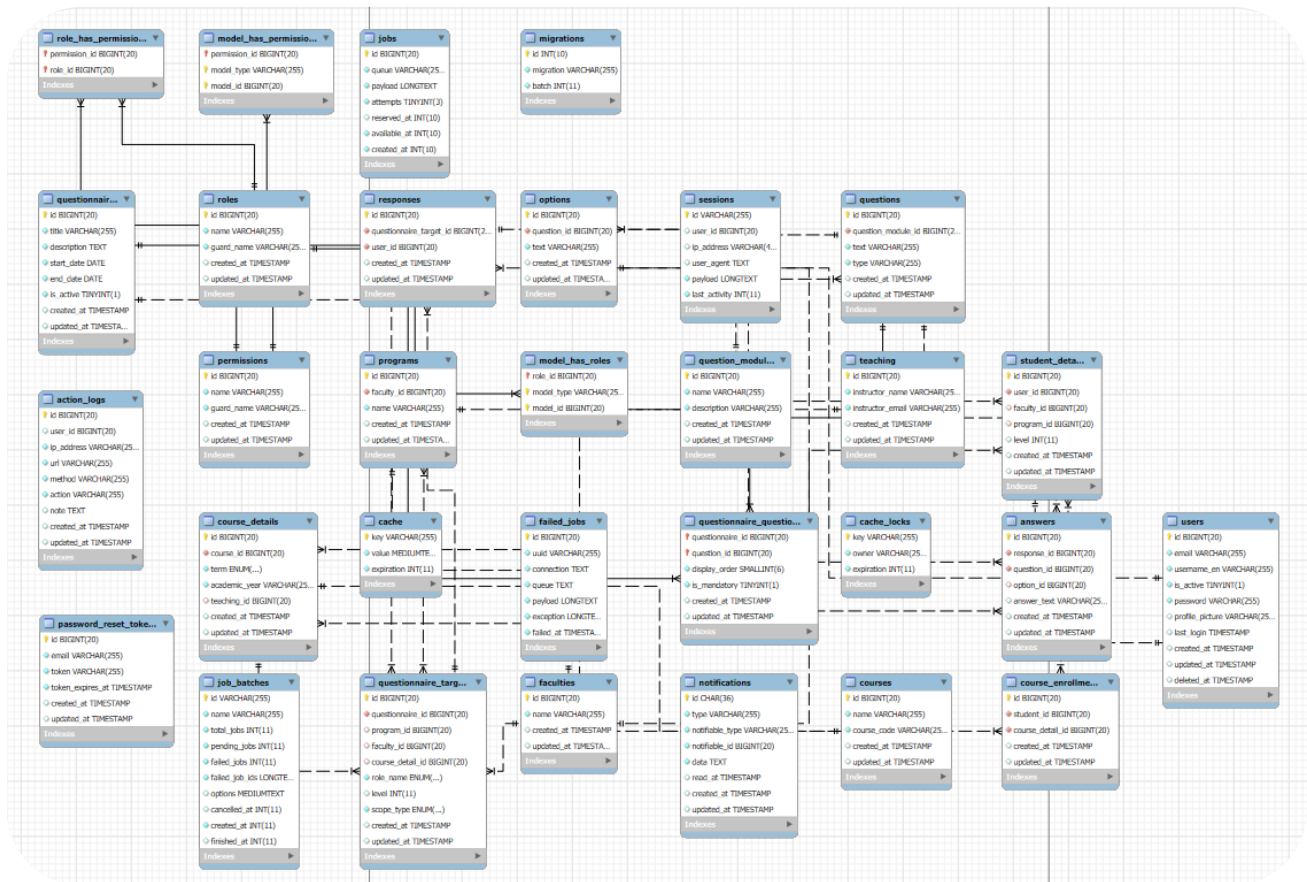 role_has_permissio...
permission_id BIGINT(20)
role_id BIGINT(20)
Indexes
model_has_permissio...
permission_id BIGINT(20)
model_type VARCHAR(255)
model_id BIGINT(20)
Indexes
jobs
id BIGINT(20)
queue VARCHAR(25...
payload LONGTEXT
attempts TINYINT(3)
reserved_at INT(10)
available_at INT(10)
created_at INT(10)
Indexes
migrations
id INT(10)
migration VARCHAR(255)
batch INT(11)
Indexes
questionnair...
id BIGINT(20)
title VARCHAR(255)
description TEXT
start_date DATE
end_date DATE
is_active TINYINT(1)
created_at TIMESTAMP
updated_at TIMESTA...
Indexes
roles
id BIGINT(20)
name VARCHAR(255)
guard_name VARCHAR(25...
created_at TIMESTAMP
updated_at TIMESTAMP
Indexes
responses
id BIGINT(20)
questionnaire_target_id BIGINT(2...
user_id BIGINT(20)
created_at TIMESTAMP
updated_at TIMESTAMP
Indexes
options
id BIGINT(20)
question_id BIGINT(20)
text VARCHAR(255)
created_at TIMESTAMP
updated_at TIMESTA...
Indexes
sessions
id VARCHAR(255)
user_id BIGINT(20)
ip_address VARCHAR(4...
user_agent TEXT
payload LONGTEXT
last_activity INT(11)
Indexes
questions
id BIGINT(20)
question_module_id BIGINT(2...
text VARCHAR(255)
type VARCHAR(255)
created_at TIMESTAMP
updated_at TIMESTAMP
Indexes
permissions
id BIGINT(20)
name VARCHAR(255)
guard_name VARCHAR(25...
created_at TIMESTAMP
updated_at TIMESTAMP
Indexes
programs
id BIGINT(20)
faculty_id BIGINT(20)
name VARCHAR(255)
created_at TIMESTAMP
updated_at TIMESTA...
Indexes
model_has_roles
role_id BIGINT(20)
model_type VARCHAR(25...
model_id BIGINT(20)
Indexes
question_modul...
id BIGINT(20)
name VARCHAR(255)
description VARCHAR(255)
created_at TIMESTAMP
updated_at TIMESTAMP
Indexes
teaching
id BIGINT(20)
instructor_name VARCHAR(255)
instructor_email VARCHAR(255)
created_at TIMESTAMP
updated_at TIMESTAMP
Indexes
student_deta...
id BIGINT(20)
user_id BIGINT(20)
faculty_id BIGINT(20)
program_id BIGINT(20)
level INT(11)
created_at TIMESTAMP
updated_at TIMESTAMP
Indexes
action_logs
id BIGINT(20)
user_id BIGINT(20)
ip_address VARCHAR(25...
url VARCHAR(255)
method VARCHAR(255)
action VARCHAR(255)
note TEXT
created_at TIMESTAMP
updated_at TIMESTAMP
Indexes
course_details
id BIGINT(20)
course_id BIGINT(20)
term ENUM(...)
academic_year VARCHAR(25...
teaching_id BIGINT(20)
created_at TIMESTAMP
updated_at TIMESTAMP
Indexes
cache
key VARCHAR(255)
value MEDIUMTE...
expiration INT(11)
Indexes
failed_jobs
id BIGINT(20)
uuid VARCHAR(255)
connection TEXT
queue TEXT
payload LONGTEXT
exception LONGTE...
failed_at TIMESTA...
Indexes
questionnaire_questio...
questionnaire_id BIGINT(20)
question_id BIGINT(20)
display_order SMALLINT(6)
is_mandatory TINYINT(1)
created_at TIMESTAMP
updated_at TIMESTAMP
Indexes
cache_locks
key VARCHAR(255)
owner VARCHAR(25...
expiration INT(11)
Indexes
answers
id BIGINT(20)
response_id BIGINT(20)
question_id BIGINT(20)
option_id BIGINT(20)
answer_text VARCHAR(25...
created_at TIMESTAMP
updated_at TIMESTAMP
Indexes
users
id BIGINT(20)
email VARCHAR(255)
username_en VARCHAR(255)
is_active TINYINT(1)
password VARCHAR(255)
profile_picture VARCHAR(25...
last_login TIMESTAMP
created_at TIMESTAMP
updated_at TIMESTAMP
deleted_at TIMESTAMP
Indexes
password_reset_toke...
id BIGINT(20)
email VARCHAR(255)
token VARCHAR(255)
token_expires_at TIMESTAMP
created_at TIMESTAMP
updated_at TIMESTAMP
Indexes
job_batches
id VARCHAR(255)
name VARCHAR(255)
total_jobs INT(11)
pending_jobs INT(11)
failed_jobs INT(11)
failed_job_ids LONGTE...
options MEDIUMTEXT
cancelled_at INT(11)
created_at INT(11)
finished_at INT(11)
Indexes
questionnaire_targ...
id BIGINT(20)
questionnaire_id BIGINT(20)
program_id BIGINT(20)
faculty_id BIGINT(20)
course_detail_id BIGINT(20)
role_name ENUM(...)
level INT(11)
scope_type ENUM(...)
created_at TIMESTAMP
updated_at TIMESTAMP
Indexes
faculties
id BIGINT(20)
name VARCHAR(255)
created_at TIMESTAMP
updated_at TIMESTA...
Indexes
notifications
id CHAR(36)
type VARCHAR(255)
notifiable_type VARCHAR(25...
notifiable_id BIGINT(20)
data TEXT
read_at TIMESTAMP
created_at TIMESTAMP
updated_at TIMESTAMP
Indexes
courses
id BIGINT(20)
name VARCHAR(255)
course_code VARCHAR(25...
created_at TIMESTAMP
updated_at TIMESTAMP
Indexes
course_enrollme...
id BIGINT(20)
student_id BIGINT(20)
course_detail_id BIGINT(20)
created_at TIMESTAMP
updated_at TIMESTAMP
Indexes